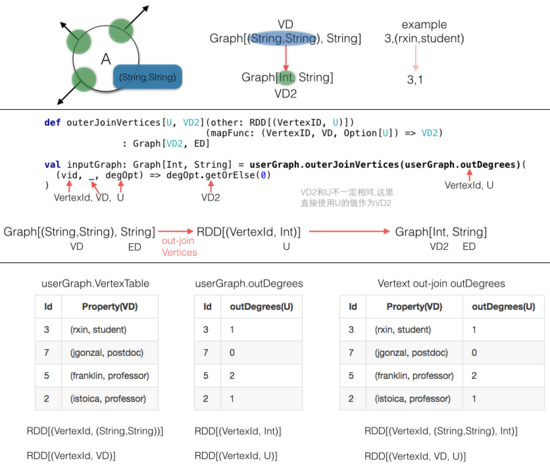 A
(String,String)
VD
Graph[(String,String), String]
Graph[Int, String]
VD2
example
3,(rxin,student)
3,1
def outerJoinVertices[U, VD2](other: RDD[(VertexID, U)])
(mapFunc: (VertexID, VD, Option[U]) => VD2)
: Graph[VD2, ED]
val inputGraph: Graph[Int, String] = userGraph.outerJoinVertices(userGraph.outDegrees)(
(vid, _, degOpt) => degOpt.getOrElse(0)
)
VertexId, VD, U
VD2
VD2和U不一定相同,这里
直接使用U的值作为VD2
VertexId, U
Graph[(String,String), String]
VD
ED
out-join
Vertices
RDD[(VertexId, Int)]
U
Graph[Int, String]
VD2
ED
userGraph.VertexTable
Id Property(VD)
3 (rxin, student)
7 (jgonzal, postdoc)
5 (franklin, professor)
2 (istoica, professor)
RDD[(VertexId, (String,String))]
RDD[(VertexId, VD)]
userGraph.outDegrees
Id outDegrees(U)
3 1
7 0
5 2
2 1
RDD[(VertexId, Int)]
RDD[(VertexId, U)]
Vertext out-join outDegrees
Id Property(VD) outDegrees(U)
3 (rxin, student) 1
7 (jgonzal, postdoc) 0
5 (franklin, professor) 2
2 (istoica, professor) 1
RDD[(VertexId, (String,String), Int)]
RDD[(VertexId, VD, U)]